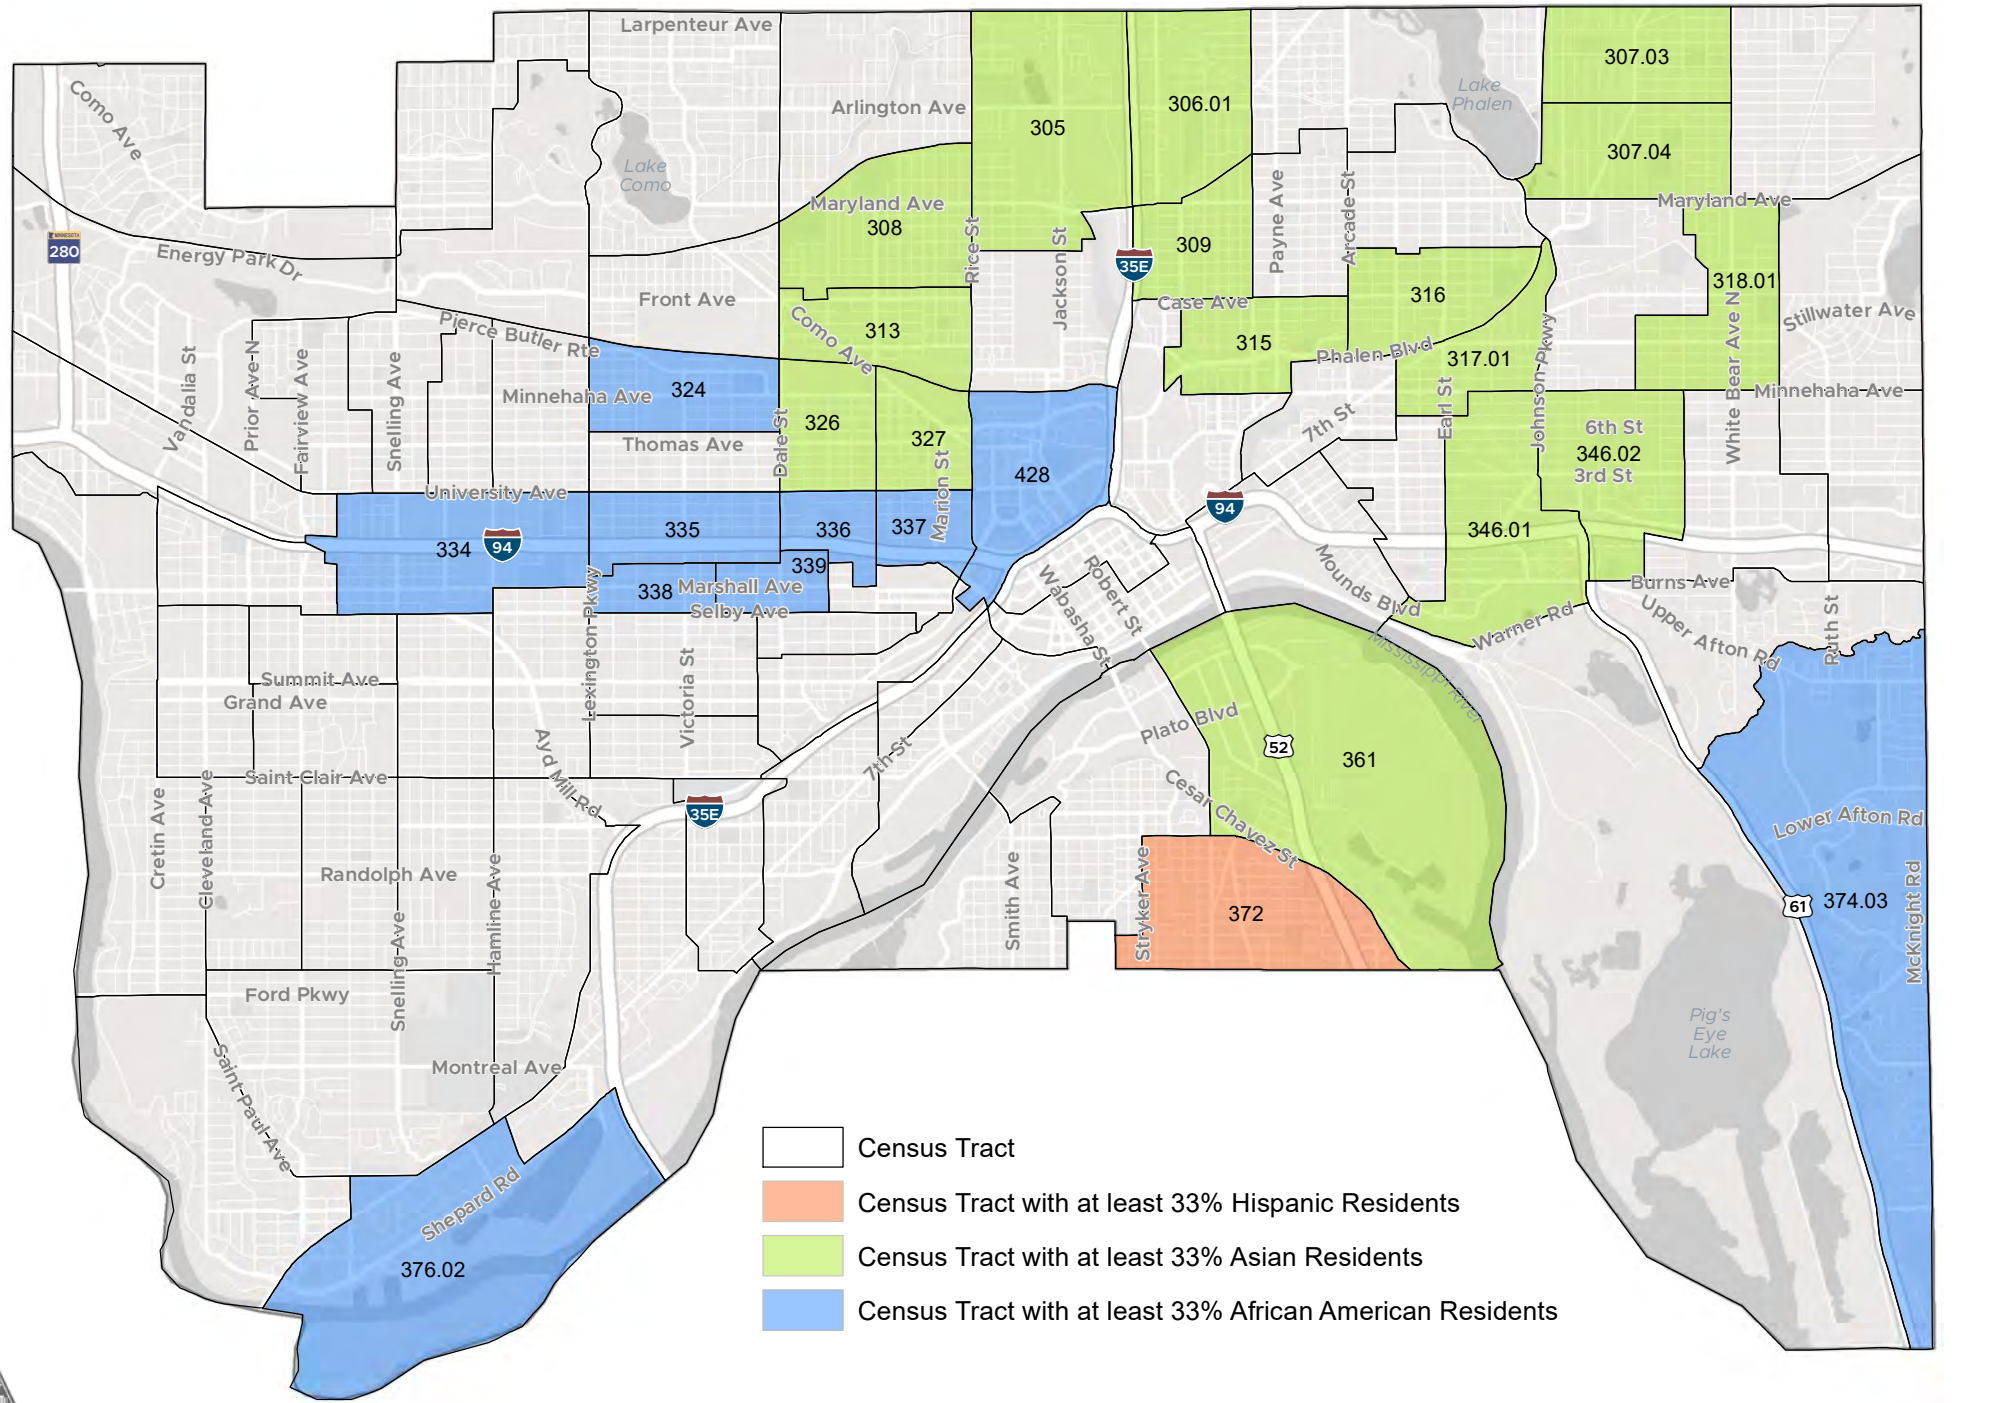 Larpenteur Ave
Como Ave
Arlington Ave
Lake
Como
Lake
Phalen
305
306.01
307.03
307.04
Maryland Ave
308
Maryland Ave
Rice St
Jackson St
309
35E
Payne Ave
Arcade St
MINNESOTA
280
Energy Park Dr
Front Ave
Pierce Butler Rte
Case Ave
316
318.01
Stillwater Ave
313
Como Ave
315
Phalen Blvd
317.01
Johnson Pkwy
White Bear Ave N
Vandalia St
Prior Ave N
Fairview Ave
Snelling Ave
Minnehaha Ave
324
Minnehaha Ave
326
327
Dale St
Thomas Ave
Marion St
428
7th St
Earl St
6th St
346.02
3rd St
University Ave
334
94
335
336
337
94
346.01
339
338
Marshall Ave
Selby Ave
Lexington Pkwy
Robert St
Wabasha St
Mounds Blvd
Warner Rd
Burns Ave
Upper Afton Rd
Ruth St
Mississippi River
Summit Ave
Grand Ave
Victoria St
Plato Blvd
52
361
Saint Clair Ave
Ayd Mill Rd
7th St
35E
Cesar Chavez St
Lower Afton Rd
Cretin Ave
Cleveland Ave
Randolph Ave
Hamline Ave
Snelling Ave
Smith Ave
Stryker Ave
372
61
374.03
McKnight Rd
Ford Pkwy
Pig's
Eye
Lake
Saint Paul Ave
Montreal Ave
Shepard Rd
376.02
Census Tract
Census Tract with at least 33% Hispanic Residents
Census Tract with at least 33% Asian Residents
Census Tract with at least 33% African American Residents